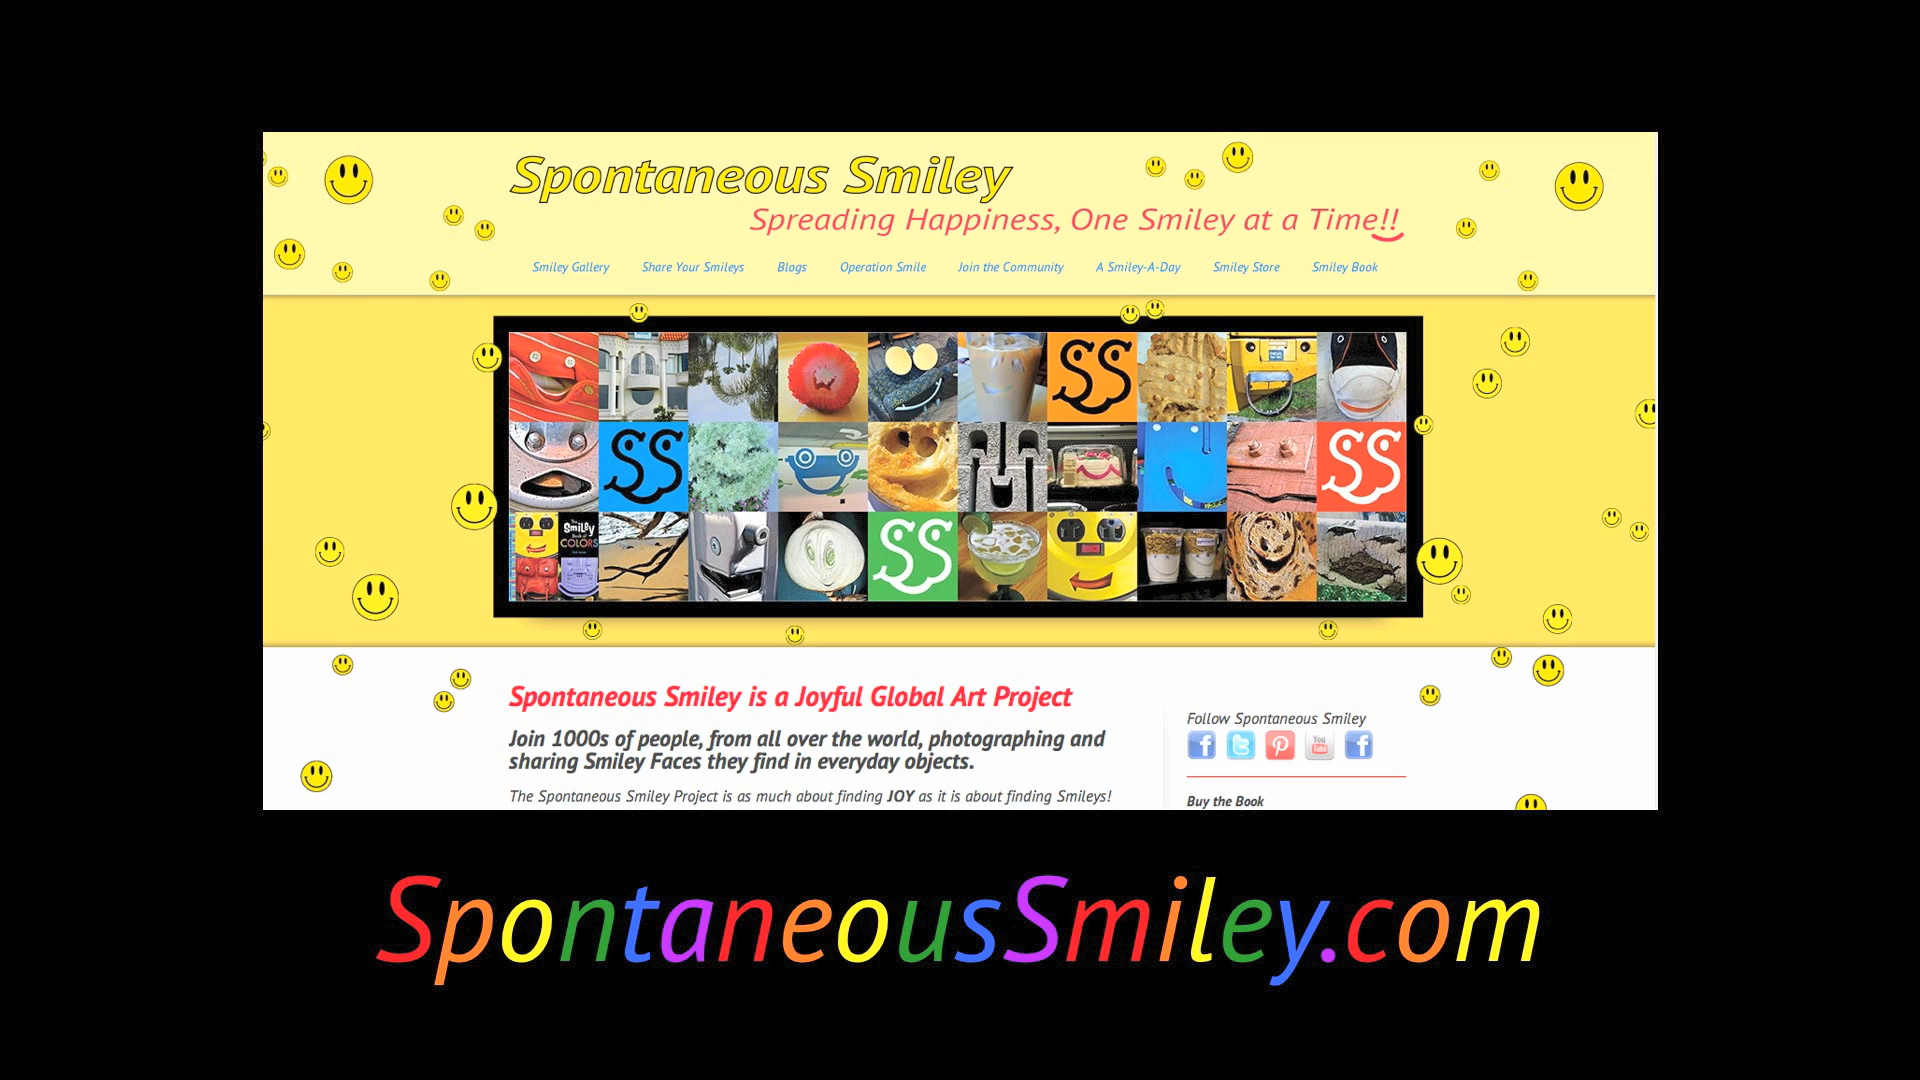 Spontaneous Smiley
Spreading Happiness, One Smiley at a Time!!
Smiley Gallery Share Your Smileys Blogs Operation Smile Join the Community A Smiley-A-Day Smiley Store Smiley Book
SS
SS
SS
Smiley
Book of
COLORS
SS
Spontaneous Smiley is a Joyful Global Art Project
Join 1000s of people, from all over the world, photographing and
sharing Smiley Faces they find in everyday objects.
The Spontaneous Smiley Project is as much about finding JOY as it is about finding Smileys!
Follow Spontaneous Smiley
f t P You Tube f
Buy the Book
SpontaneousSmiley.com